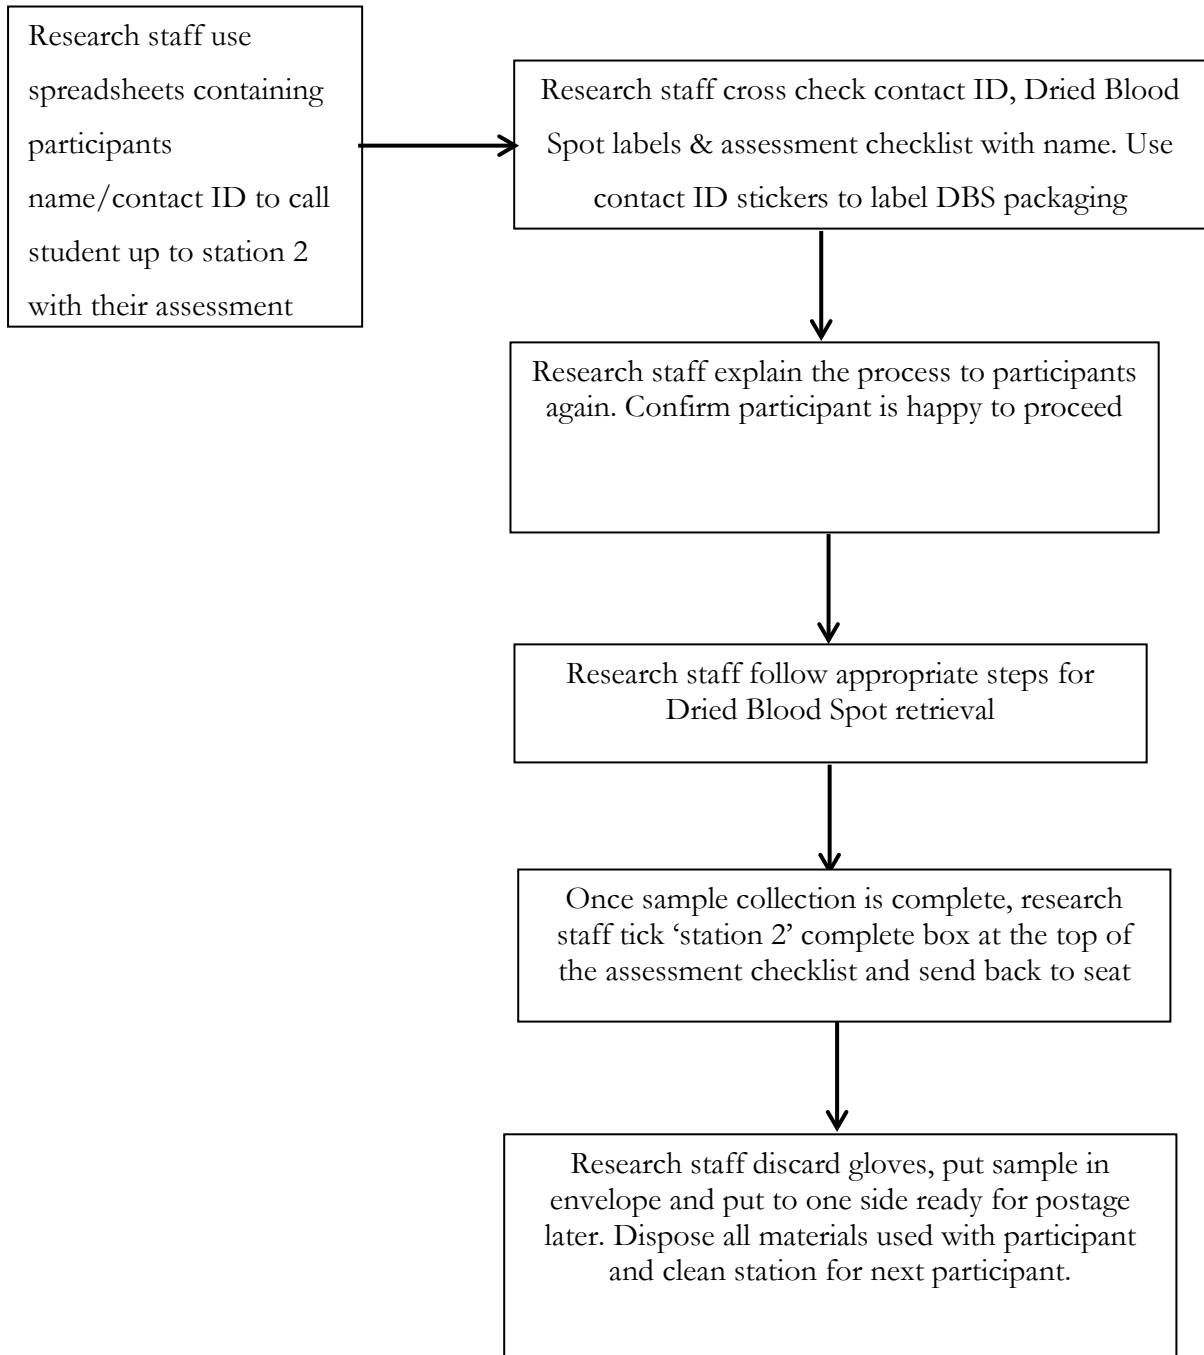 Research staff use
spreadsheets containing
participants
name/contact ID to call
student up to station 2
with their assessment
Research staff cross check contact ID, Dried Blood
Spot labels & assessment checklist with name. Use
contact ID stickers to label DBS packaging
Research staff explain the process to participants
again. Confirm participant is happy to proceed
Research staff follow appropriate steps for
Dried Blood Spot retrieval
Once sample collection is complete, research
staff tick ‘station 2’ complete box at the top of
the assessment checklist and send back to seat
Research staff discard gloves, put sample in
envelope and put to one side ready for postage
later. Dispose all materials used with participant
and clean station for next participant.